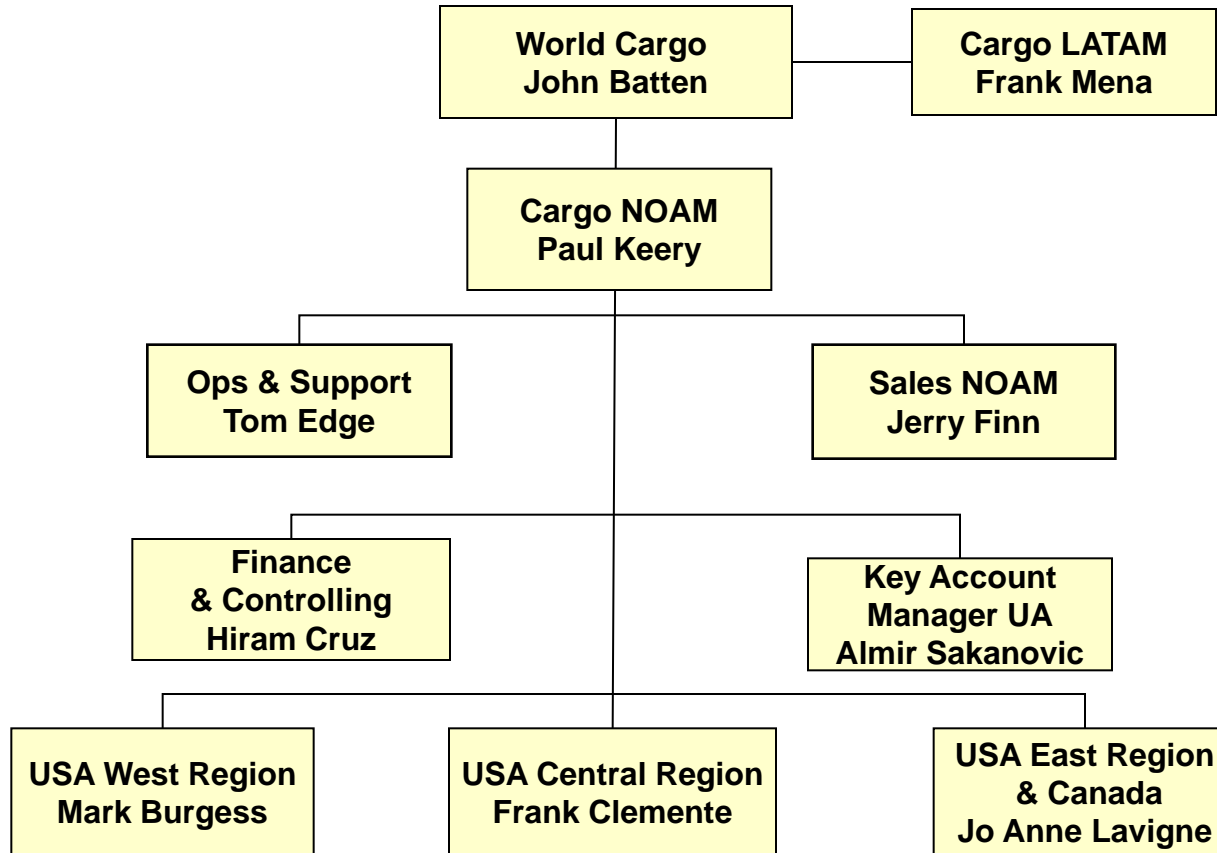 World Cargo
John Batten
Cargo LATAM
Frank Mena
Cargo NOAM
Paul Keery
Ops & Support
Tom Edge
Sales NOAM
Jerry Finn
Finance
& Controlling
Hiram Cruz
Key Account
Manager UA
Almir Sakanovic
USA West Region
Mark Burgess
USA Central Region
Frank Clemente
USA East Region
& Canada
Jo Anne Lavigne